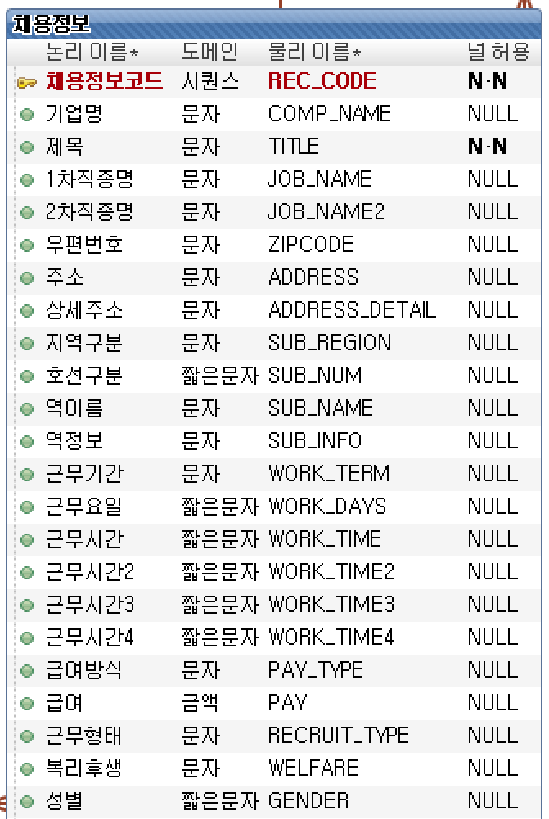 채용정보
논리 이름* 도메인 물리 이름* 널 허용
채용정보코드 시퀀스 REC_CODE N-N
기업명 문자 COMP_NAME NULL
제목 문자 TITLE N-N
1차직종명 문자 JOB_NAME NULL
2차직종명 문자 JOB_NAME2 NULL
우편번호 문자 ZIPCODE NULL
주소 문자 ADDRESS NULL
상세주소 문자 ADDRESS_DETAIL NULL
지역구분 문자 SUB_REGION NULL
호선구분 짧은문자 SUB_NUM NULL
역이름 문자 SUB_NAME NULL
역정보 문자 SUB_INFO NULL
근무기간 문자 WORK_TERM NULL
근무요일 짧은문자 WORK_DAYS NULL
근무시간 짧은문자 WORK_TIME NULL
근무시간2 짧은문자 WORK_TIME2 NULL
근무시간3 짧은문자 WORK_TIME3 NULL
근무시간4 짧은문자 WORK_TIME4 NULL
급여방식 문자 PAY_TYPE NULL
급여 금액 PAY NULL
근무형태 문자 RECRUIT_TYPE NULL
복리후생 문자 WELFARE NULL
성별 짧은문자 GENDER NULL